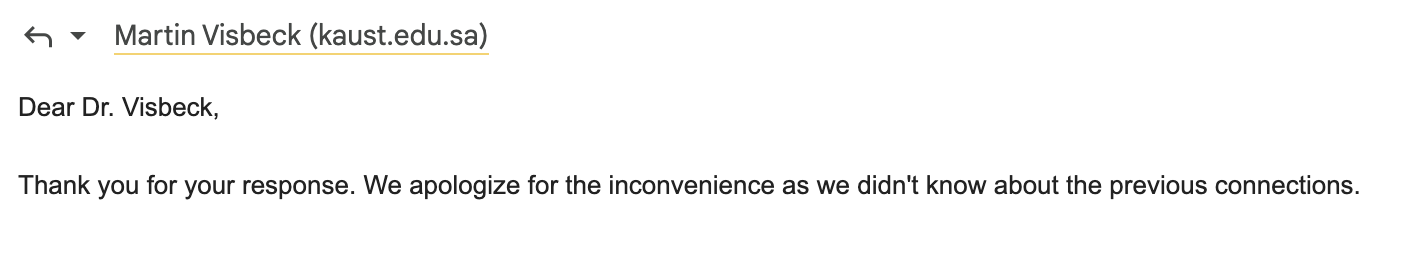 Martin Visbeck (kaust.edu.sa)
Dear Dr. Visbeck,
Thank you for your response. We apologize for the inconvenience as we didn't know about the previous connections.